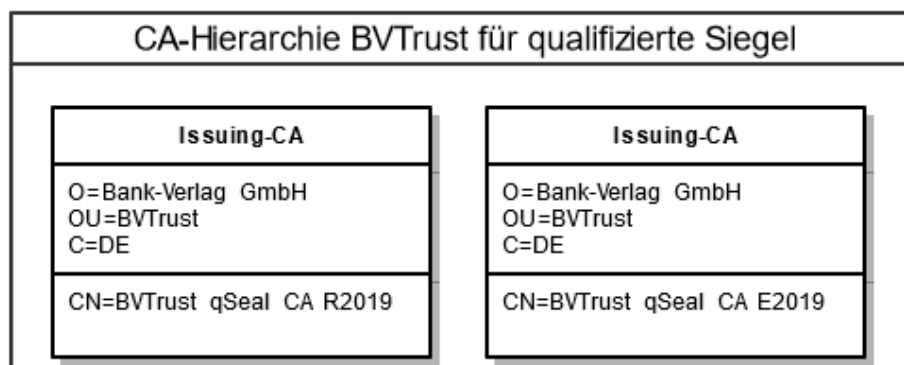 CA-Hierarchie BVTrust für qualifizierte Siegel
Issuing-CA
O=Bank-Verlag GmbH
OU=BVTrust
C=DE
CN=BVTrust qSeal CA R2019
Issuing-CA
O=Bank-Verlag GmbH
OU=BVTrust
C=DE
CN=BVTrust qSeal CA E2019